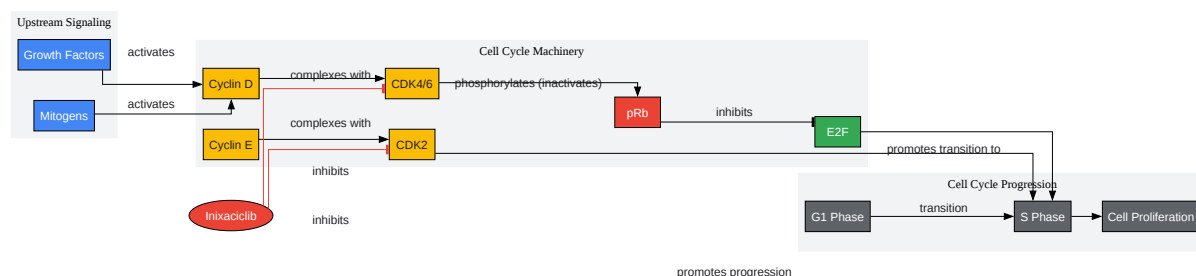 Upstream Signaling
Growth Factors
activates
Mitogens
activates
Cell Cycle Machinery
Cyclin D
complexes with
CDK4/6
phosphorylates (inactivates)
pRb
inhibits
E2F
Cyclin E
complexes with
CDK2
promotes transition to
inhibits
Inixaciclib
inhibits
Cell Cycle Progression
G1 Phase
transition
S Phase
Cell Proliferation
promotes progression